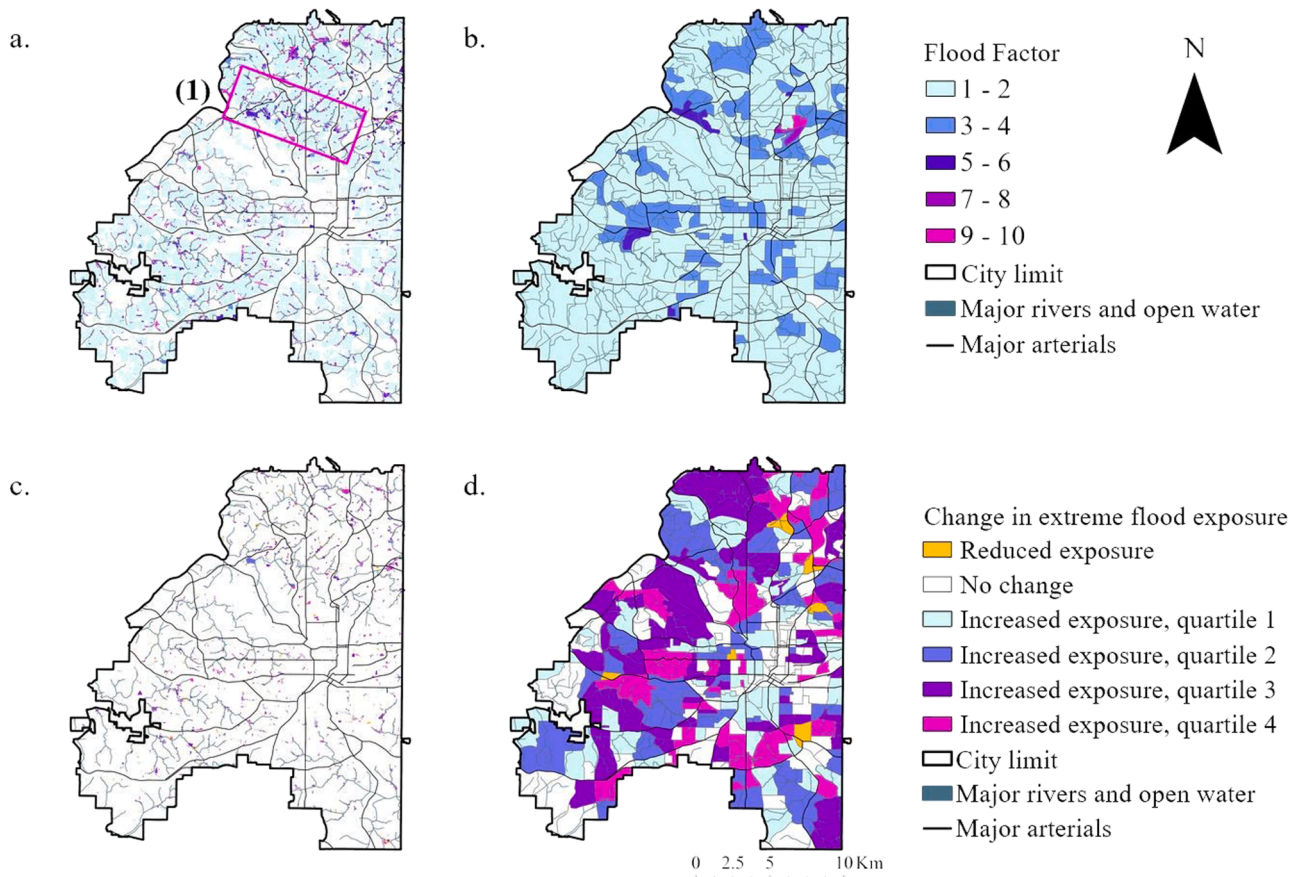 a.
(1)
b.
Flood Factor
1 - 2
3 - 4
5 - 6
7 - 8
9 - 10
City limit
Major rivers and open water
Major arterials
N
c.
d.
Change in extreme flood exposure
Reduced exposure
No change
Increased exposure, quartile 1
Increased exposure, quartile 2
Increased exposure, quartile 3
Increased exposure, quartile 4
City limit
Major rivers and open water
Major arterials
0 2.5 5 10 Km